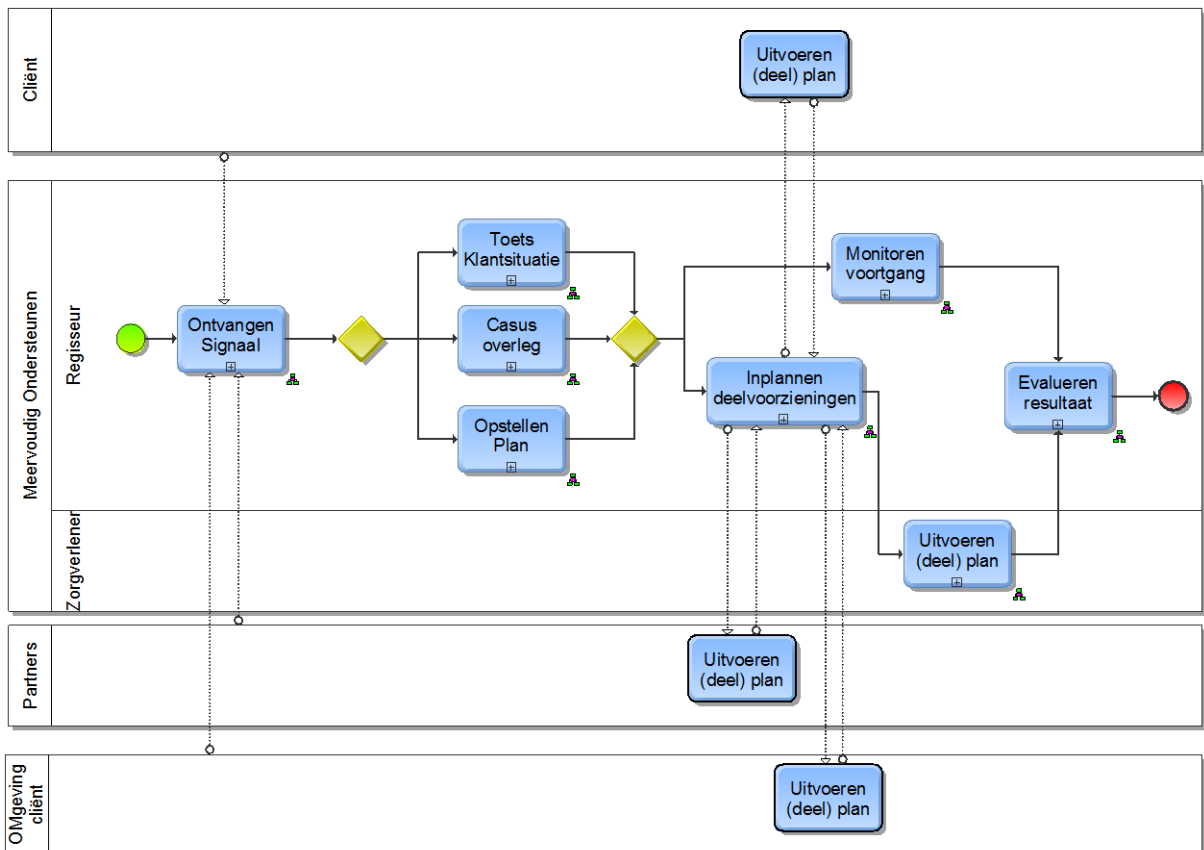 Cliënt
Uitvoeren
(deel) plan
Meervoudig Ondersteunen
Regisseur
Ontvangen
Signaal
Toets
Klantsituatie
Casus
overleg
Opstellen
Plan
Monitoren
voortgang
Inplannen
deelvoorzieningen
Evalueren
resultaat
Zorgverlener
Uitvoeren
(deel) plan
Partners
Uitvoeren
(deel) plan
OMgeving
cliënt
Uitvoeren
(deel) plan